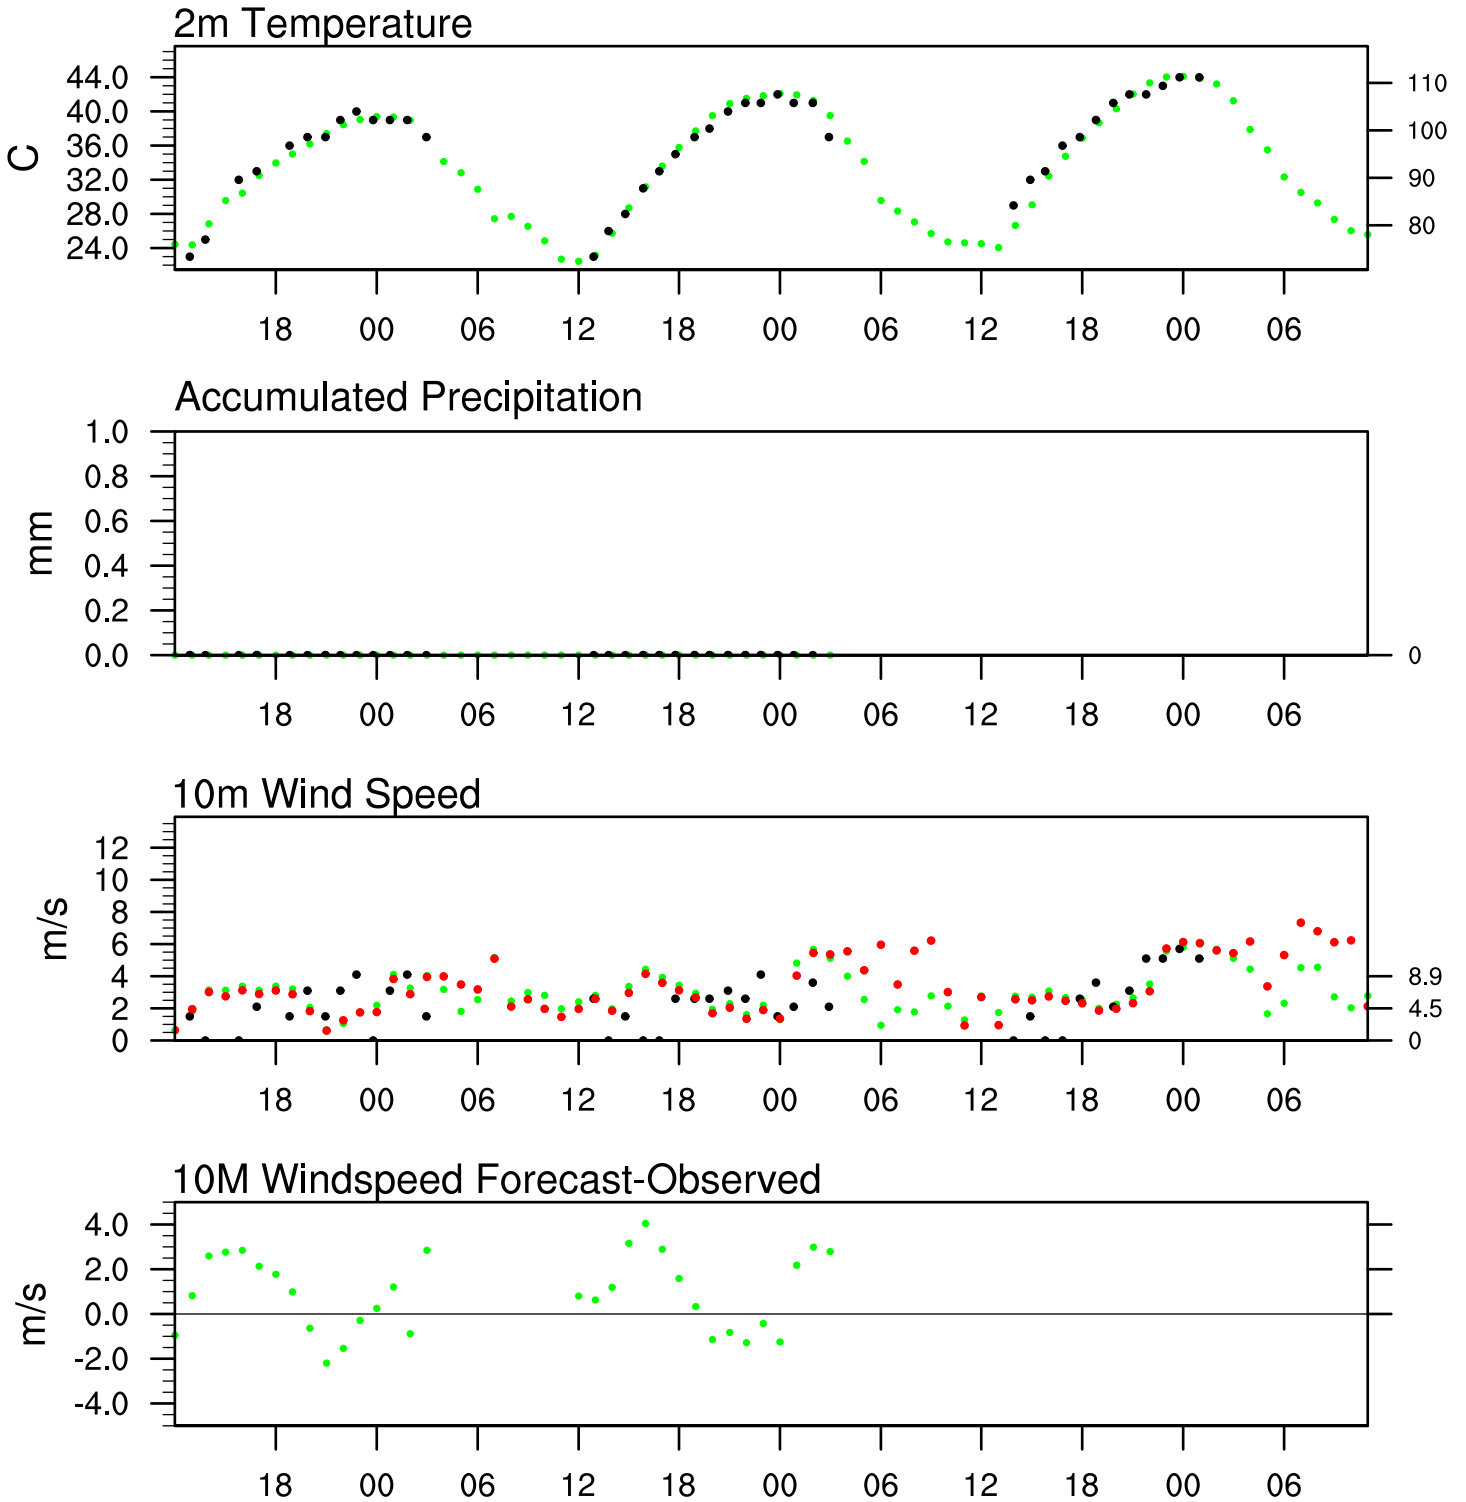 2m Temperature
44.0
40.0
36.0
32.0
28.0
24.0
C
110
100
90
80
18 00 06 12 18 00 06 12 18 00 06
Accumulated Precipitation
1.0
0.8
0.6
0.4
0.2
0.0
mm
0
18 00 06 12 18 00 06 12 18 00 06
10m Wind Speed
12
10
8
6
4
2
0
m/s
8.9
4.5
0
18 00 06 12 18 00 06 12 18 00 06
10M Windspeed Forecast-Observed
4.0
2.0
0.0
-2.0
-4.0
m/s
18 00 06 12 18 00 06 12 18 00 06